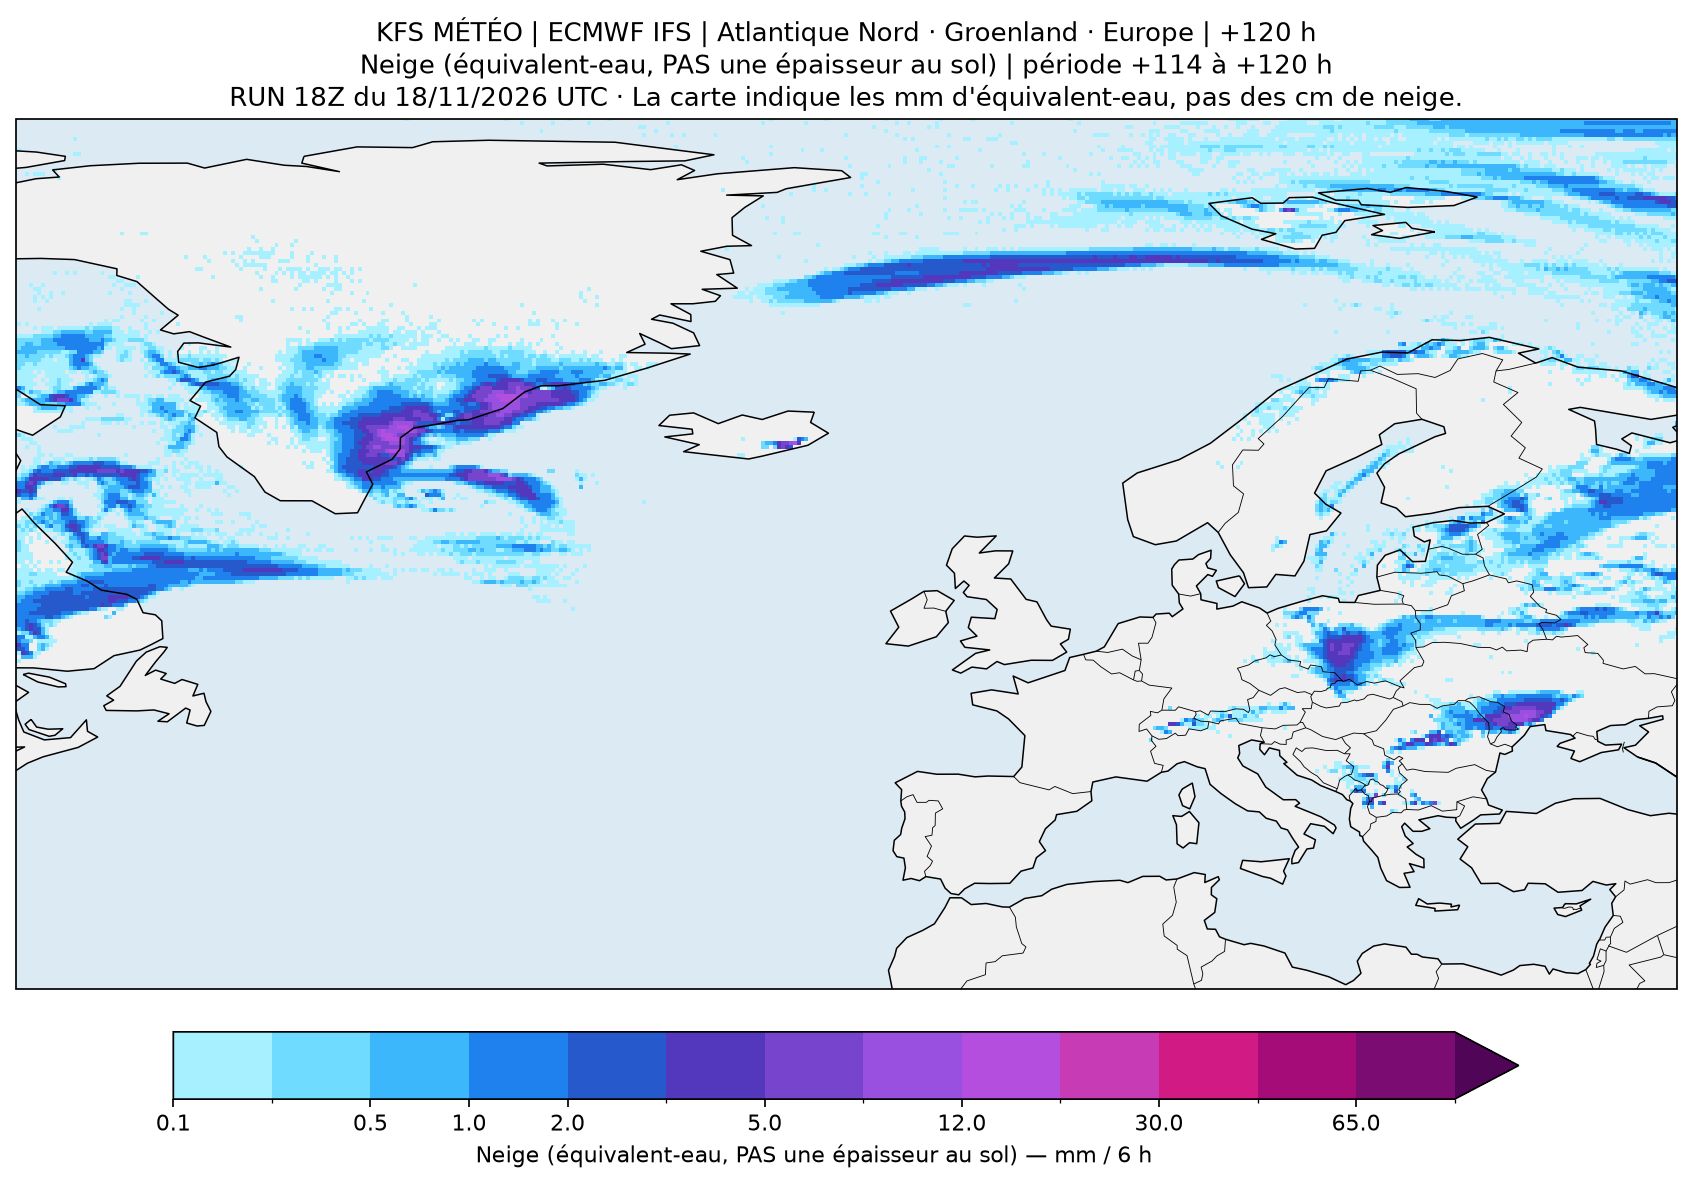 KFS MÉTÉO | ECMWF IFS | Atlantique Nord · Groenland · Europe | +120 h
Neige (équivalent-eau, PAS une épaisseur au sol) | période +114 à +120 h
RUN 18Z du 18/11/2026 UTC · La carte indique les mm d'équivalent-eau, pas des cm de neige.
0.1 0.5 1.0 2.0 5.0 12.0 30.0 65.0
Neige (équivalent-eau, PAS une épaisseur au sol) — mm / 6 h